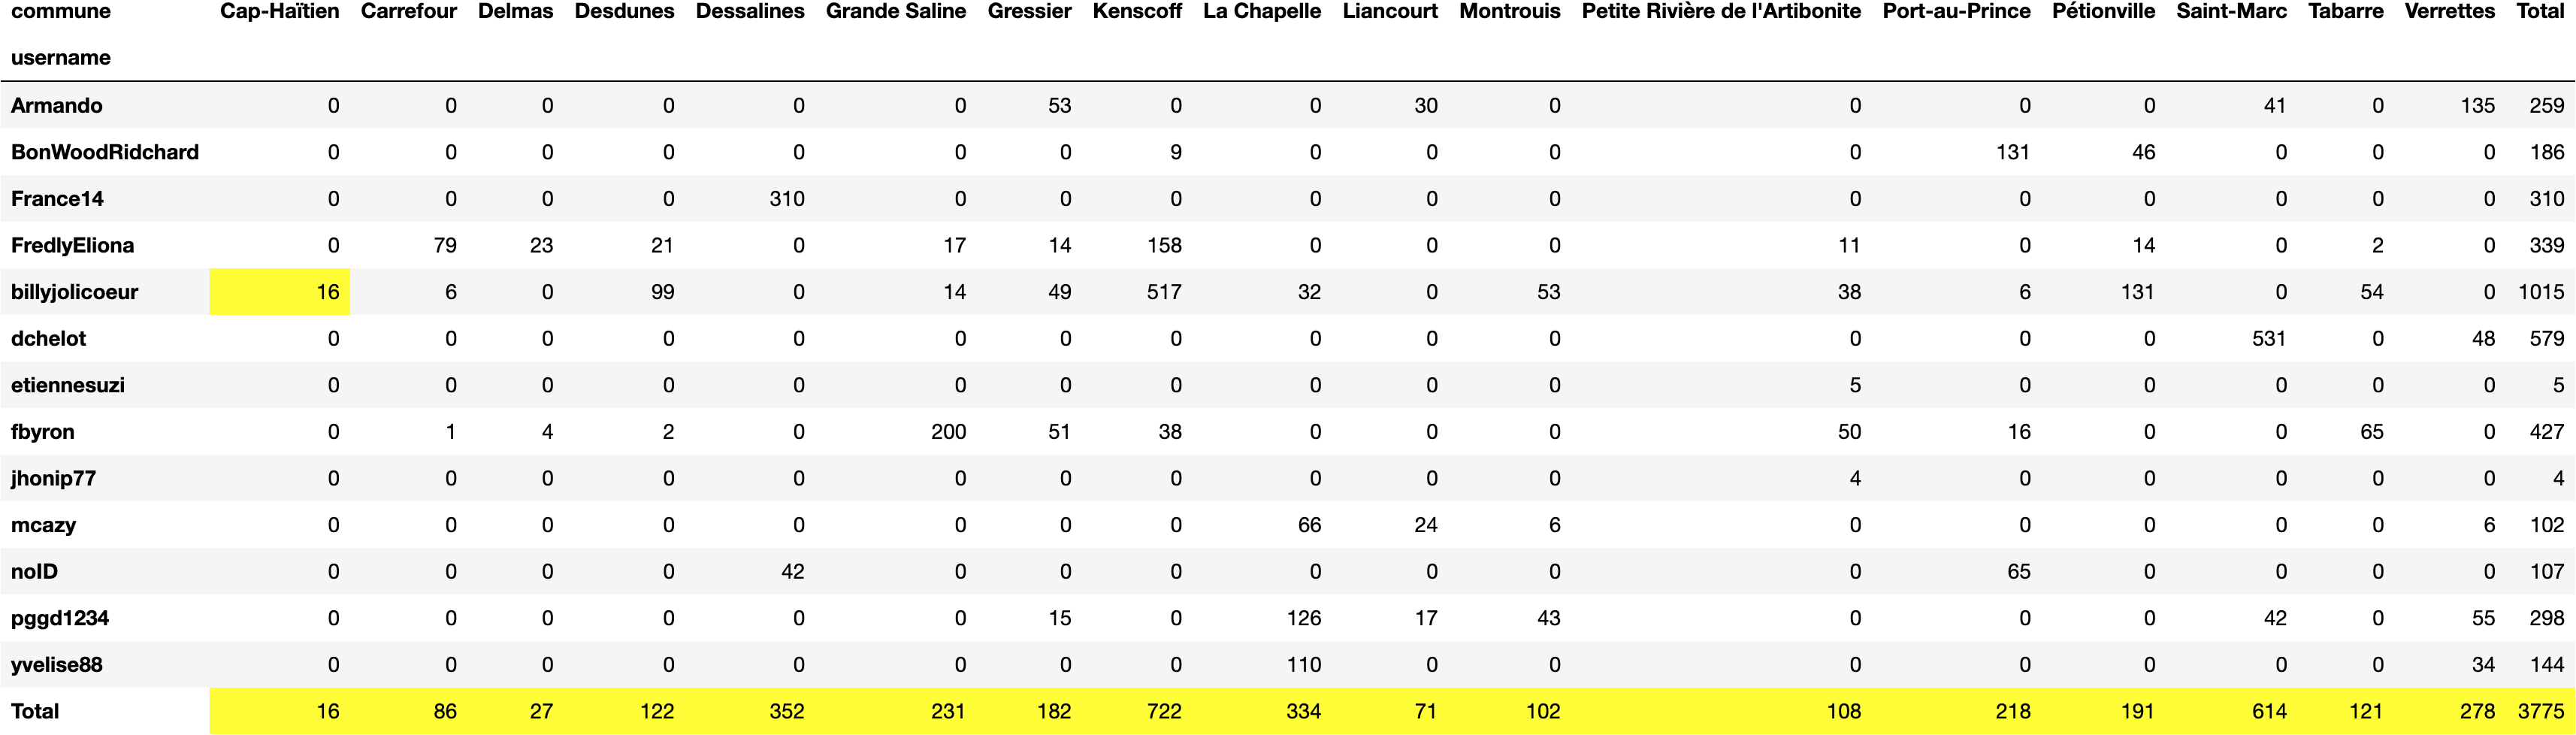 commune Cap-Haïtien Carrefour Delmas Desdunes Dessalines Grande Saline Gressier Kenscoff La Chapelle Liancourt Montrouis Petite Rivière de l'Artibonite Port-au-Prince Pétionville Saint-Marc Tabarre Verrettes Total
username
Armando 0 0 0 0 0 0 53 0 0 30 0 0 0 0 41 0 135 259
BonWoodRidchard 0 0 0 0 0 0 0 9 0 0 0 0 131 46 0 0 0 186
France14 0 0 0 0 310 0 0 0 0 0 0 0 0 0 0 0 0 310
FredlyEliona 0 79 23 21 0 17 14 158 0 0 0 11 0 14 0 2 0 339
billyjolicoeur 16 6 0 99 0 14 49 517 32 0 53 38 6 131 0 54 0 1015
dchelot 0 0 0 0 0 0 0 0 0 0 0 0 0 0 531 0 48 579
etiennesuzi 0 0 0 0 0 0 0 0 0 0 0 5 0 0 0 0 0 5
fbyron 0 1 4 2 0 200 51 38 0 0 0 50 16 0 0 65 0 427
jhonip77 0 0 0 0 0 0 0 0 0 0 0 4 0 0 0 0 0 4
mcazy 0 0 0 0 0 0 0 0 66 24 6 0 0 0 0 0 6 102
noID 0 0 0 0 42 0 0 0 0 0 0 0 65 0 0 0 0 107
pggd1234 0 0 0 0 0 0 15 0 126 17 43 0 0 0 42 0 55 298
yvelise88 0 0 0 0 0 0 0 0 110 0 0 0 0 0 0 0 34 144
Total 16 86 27 122 352 231 182 722 334 71 102 108 218 191 614 121 278 3775